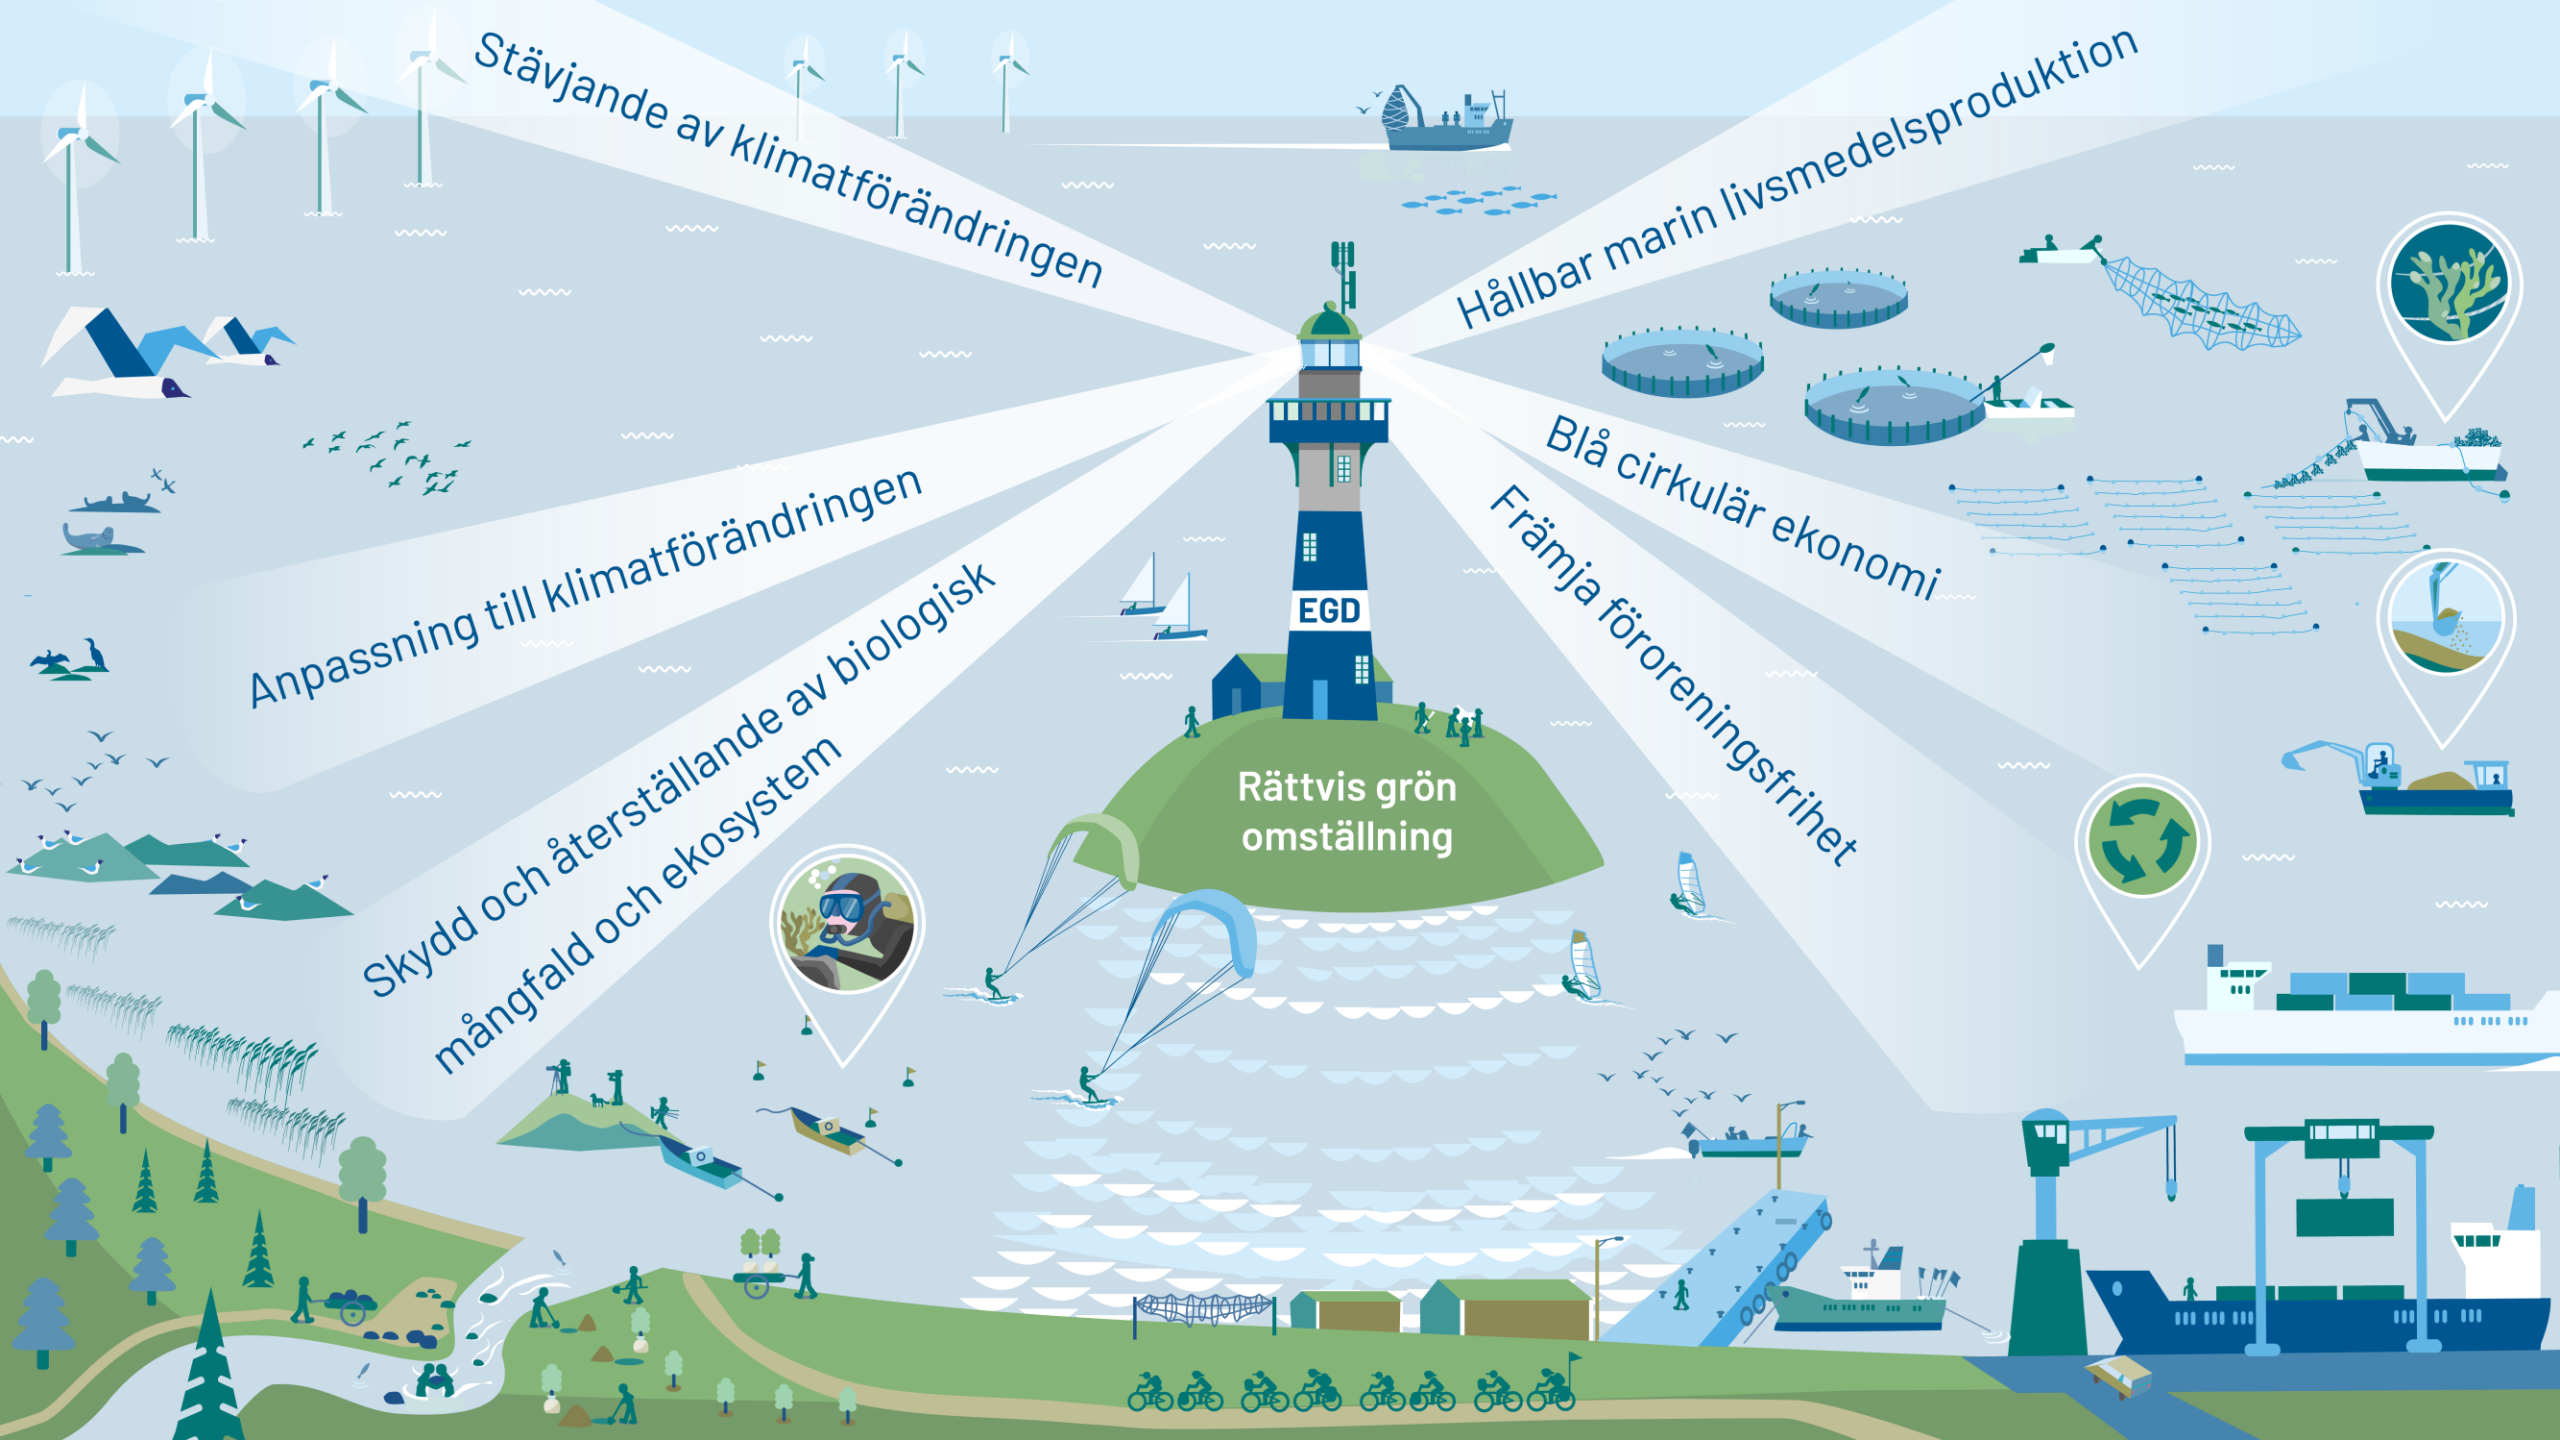 Stävjande av klimatförändringen
Hållbar marin livsmedelsproduktion
Anpassning till klimatförändringen
Blå cirkulär ekonomi
Skydd och återställande av biologisk
mångfald och ekosystem
Främja föroreningsfrihet
EGD
Rättvis grön
omställning